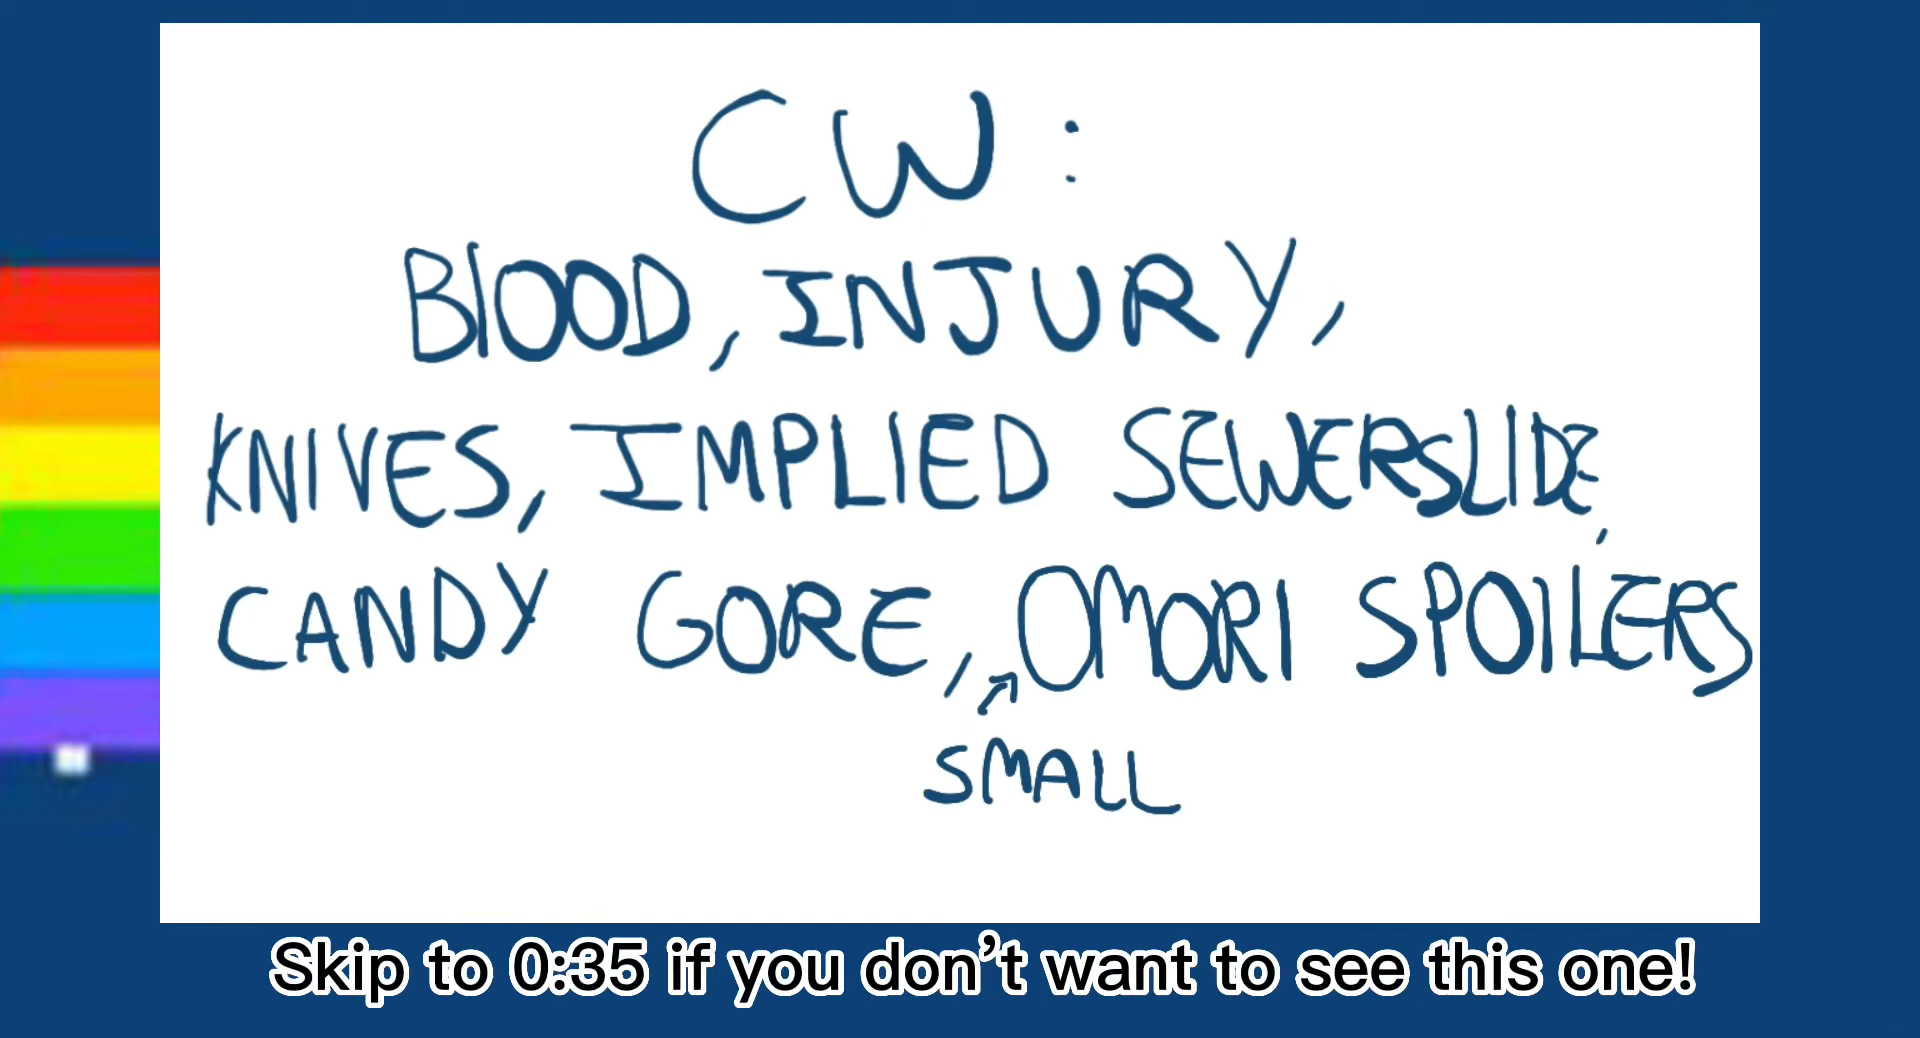 CW:
BlOOD, INJURY,
KNIVES, IMPLIED SEWERSLIDE,
CANDY GORE, OMORI SPOILERS
SMALL
Skip to 0:35 if you don't want to see this one!